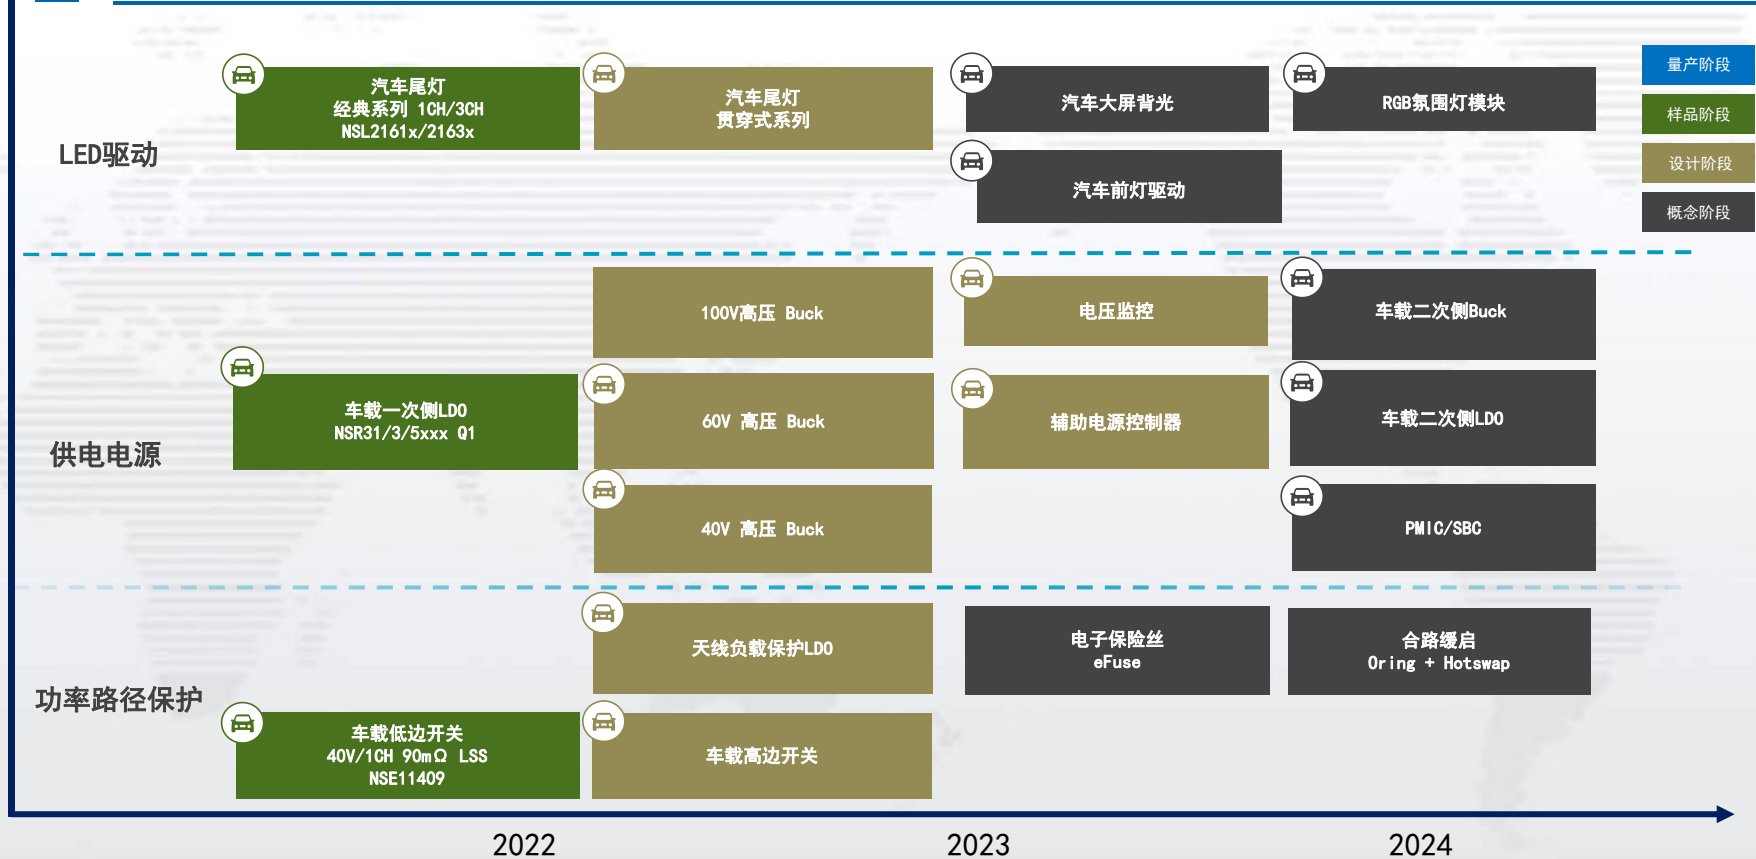 汽车尾灯
经典系列 1CH/3CH
NSL2161x/2163x
汽车尾灯
贯穿式系列
汽车大屏背光
RGB氛围灯模块
量产阶段
样品阶段
设计阶段
概念阶段
LED驱动
汽车前灯驱动
100V高压 Buck
电压监控
车载二次侧Buck
车载一次侧LDO
NSR31/3/5xxx Q1
60V 高压 Buck
辅助电源控制器
车载二次侧LDO
供电电源
40V 高压 Buck
PMIC/SBC
天线负载保护LDO
电子保险丝
eFuse
合路缓启
Oring + Hotswap
功率路径保护
车载低边开关
40V/1CH 90mΩ LSS
NSE11409
车载高边开关
2022
2023
2024